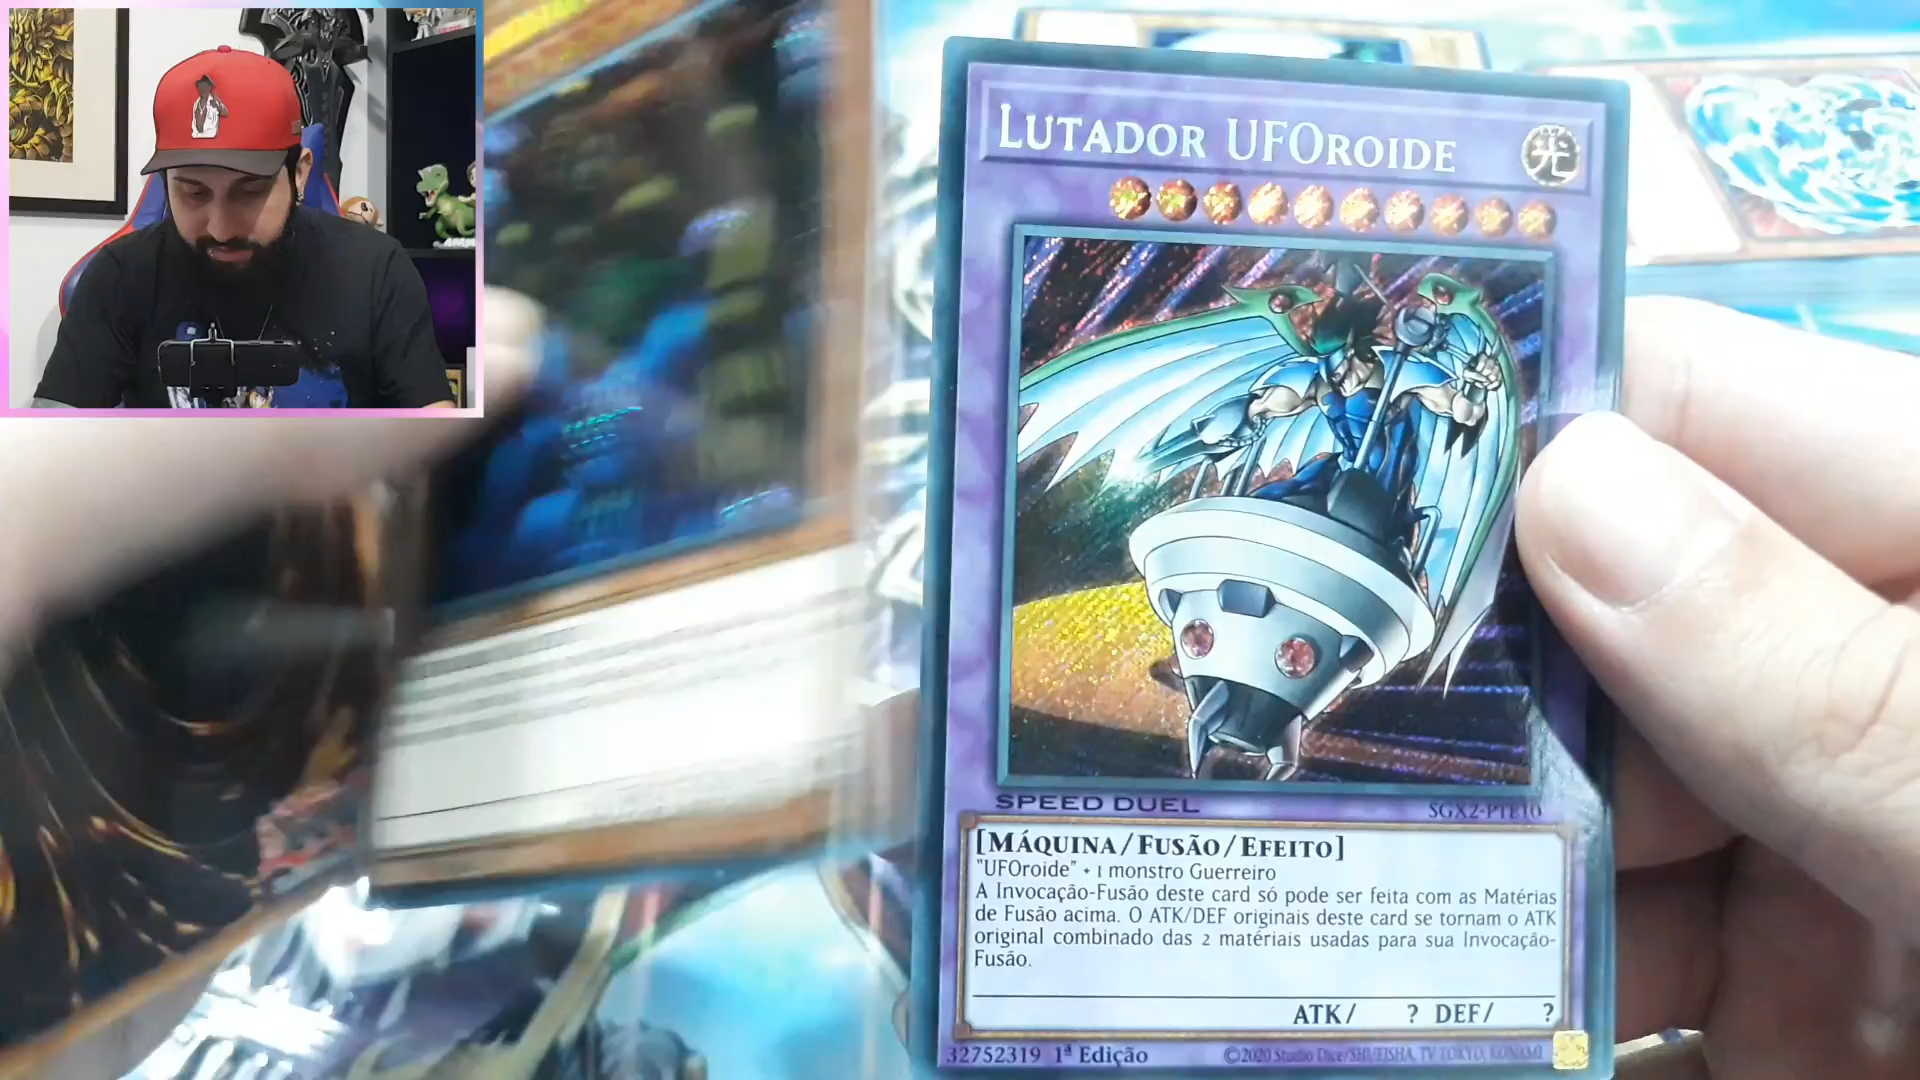 LUTADOR UFOROIDE
光
SPEED DUEL
SGX2-PTE10
[MÁQUINA/FUSÃO/EFEITO]
"UFOroide" + 1 monstro Guerreiro
A Invocação-Fusão deste card só pode ser feita com as Matérias
de Fusão acima. O ATK/DEF originais deste card se tornam o ATK
original combinado das 2 matérias usadas para sua Invocação-
Fusão.
ATK/ ? DEF/ ?
32752319 1ª Edição
©2020 Studio Dice/SHUEISHA, TV TOKYO, KONAMI